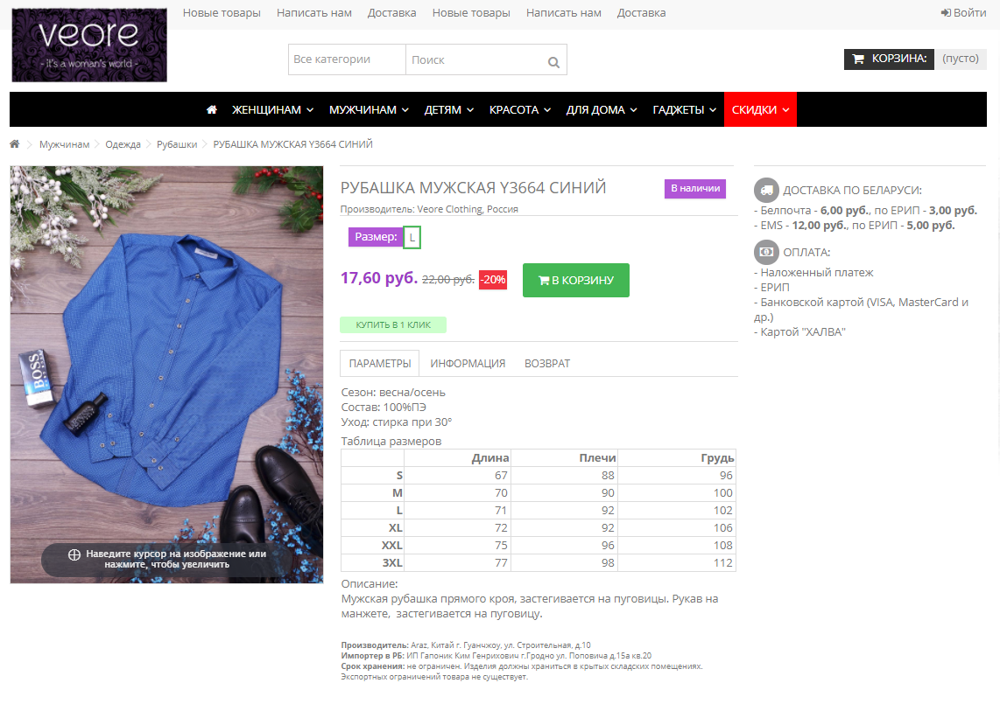 veore
- it's a woman's world -
Новые товары Написать нам Доставка Новые товары Написать нам Доставка
Войти
Все категории
Поиск
КОРЗИНА: (пусто)
ЖЕНЩИНАМ МУЖЧИНАМ ДЕТЯМ КРАСОТА ДЛЯ ДОМА ГАДЖЕТЫ СКИДКИ
Мужчинам Одежда Рубашки РУБАШКА МУЖСКАЯ Y3664 СИНИЙ
BOSS
Наведите курсор на изображение или
нажмите, чтобы увеличить
РУБАШКА МУЖСКАЯ Y3664 СИНИЙ
В наличии
Производитель: Veore Clothing, Россия
Размер: L
17,60 руб. 22,00 руб. -20%
В КОРЗИНУ
КУПИТЬ В 1 КЛИК
ПАРАМЕТРЫ ИНФОРМАЦИЯ ВОЗВРАТ
Сезон: весна/осень
Состав: 100%ПЭ
Уход: стирка при 30°
Таблица размеров
Длина Плечи Грудь
S 67 88 96
M 70 90 100
L 71 92 102
XL 72 92 106
XXL 75 96 108
3XL 77 98 112
Описание:
Мужская рубашка прямого кроя, застегивается на пуговицы. Рукав на
манжете, застегивается на пуговицу.
Производитель: Araz, Китай г. Гуанчжоу, ул. Строительная, д.10
Импортер в РБ: ИП Гапоник Ким Генрихович г.Гродно ул. Поповича д.15а кв.20
Срок хранения: не ограничен. Изделия должны храниться в крытых складских помещениях.
Экспортных ограничений товара не существует.
ДОСТАВКА ПО БЕЛАРУСИ:
- Белпочта - 6,00 руб., по ЕРИП - 3,00 руб.
- EMS - 12,00 руб., по ЕРИП - 5,00 руб.
ОПЛАТА:
- Наложенный платеж
- ЕРИП
- Банковской картой (VISA, MasterCard и
др.)
- Картой "ХАЛВА"